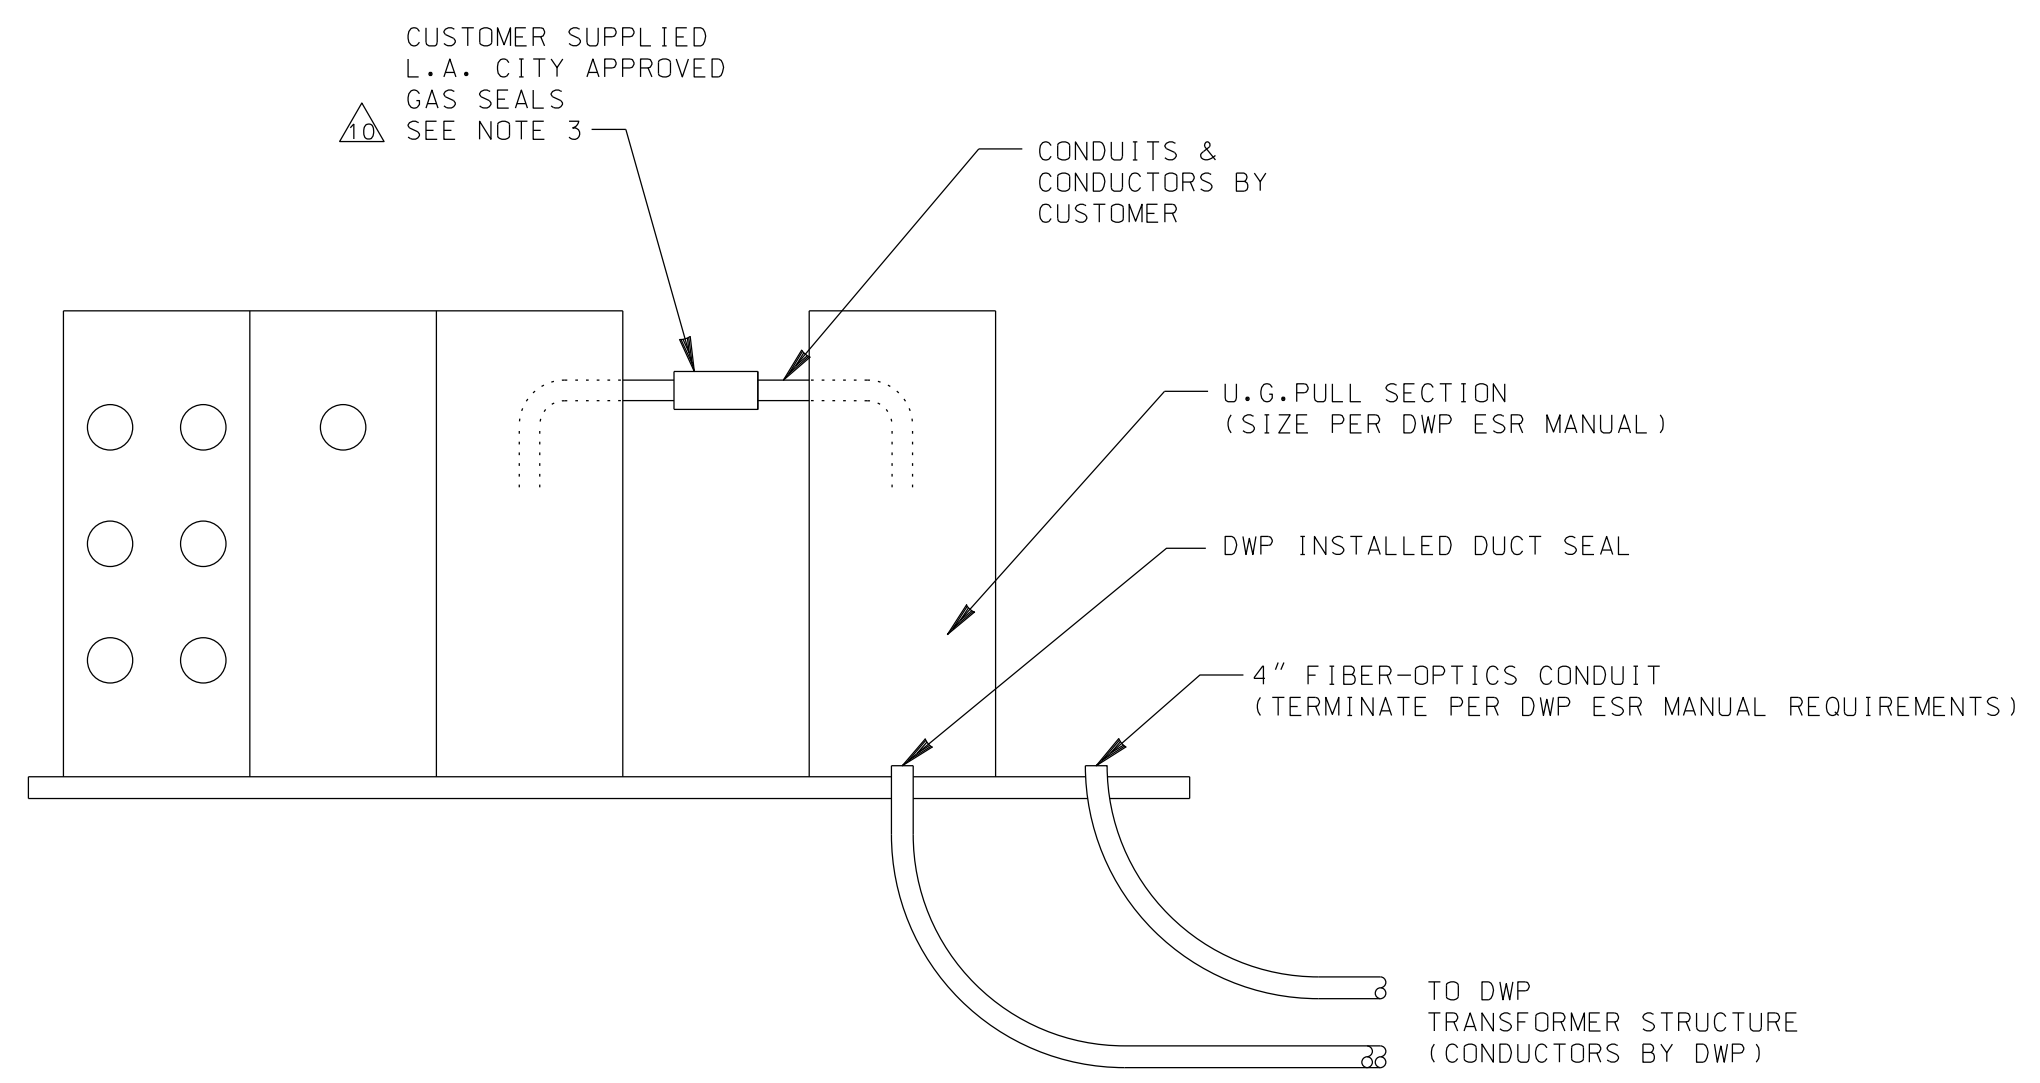 CUSTOMER SUPPLIED
L.A. CITY APPROVED
GAS SEALS
10 SEE NOTE 3
CONDUITS &
CONDUCTORS BY
CUSTOMER
U.G.PULL SECTION
(SIZE PER DWP ESR MANUAL)
DWP INSTALLED DUCT SEAL
4" FIBER-OPTICS CONDUIT
(TERMINATE PER DWP ESR MANUAL REQUIREMENTS)
TO DWP
TRANSFORMER STRUCTURE
(CONDUCTORS BY DWP)